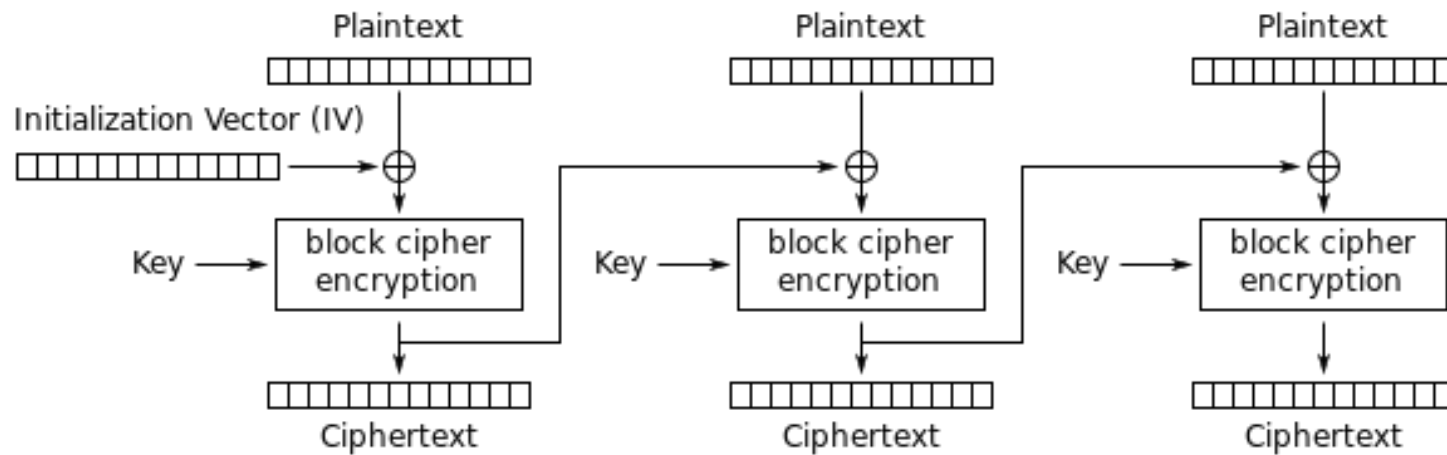 Plaintext
Plaintext
Plaintext
Initialization Vector (IV)
Key
block cipher
encryption
Key
block cipher
encryption
Key
block cipher
encryption
Ciphertext
Ciphertext
Ciphertext